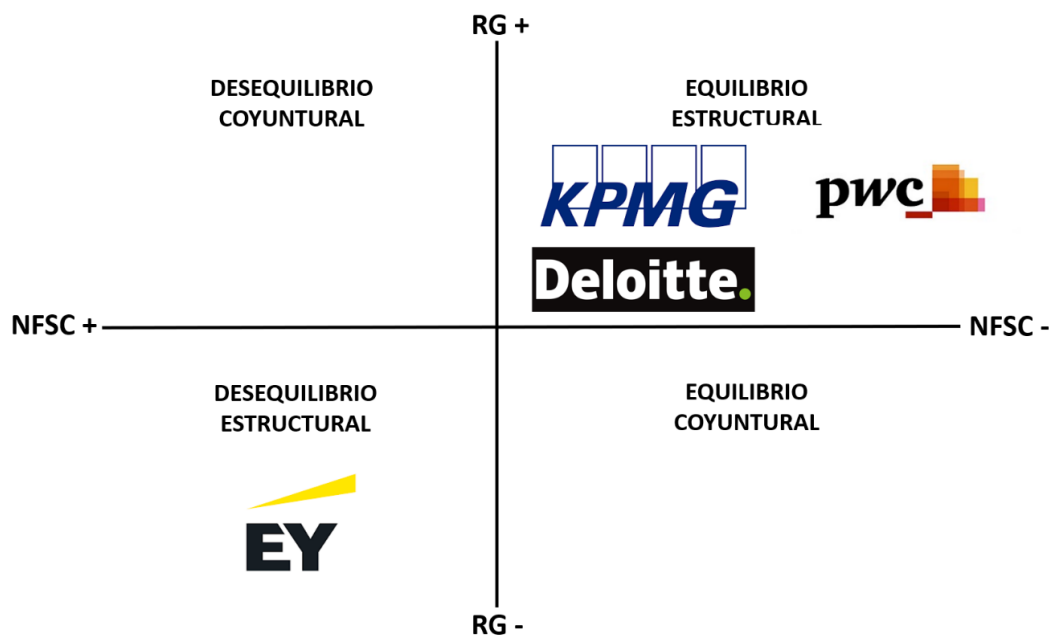 RG +
DESEQUILIBRIO
COYUNTURAL
EQUILIBRIO
ESTRUCTURAL
KPMG
pwc
Deloitte.
NFSC +
NFSC -
DESEQUILIBRIO
ESTRUCTURAL
EQUILIBRIO
COYUNTURAL
EY
RG -